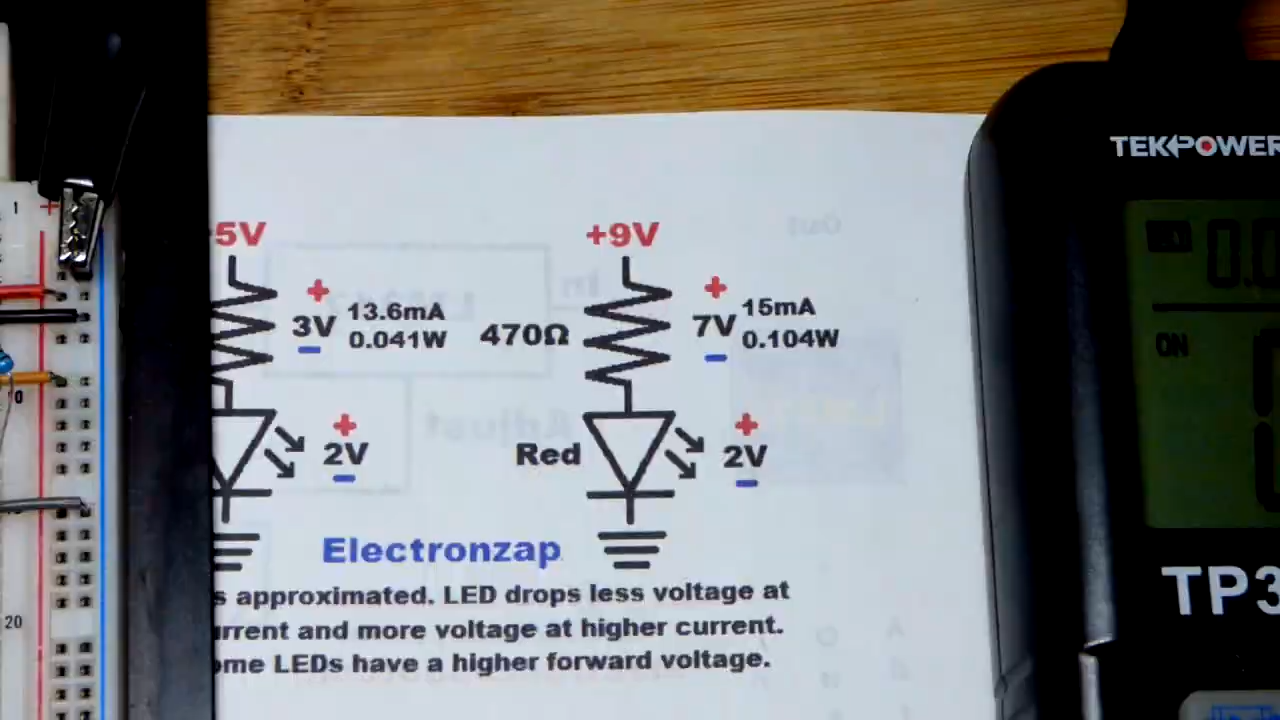 TEKPOWER
5V
+9V
+
3V
-
13.6mA
0.041W
470Ω
+
7V
-
15mA
0.104W
+
2V
-
Red
+
2V
-
Electronzap
s approximated. LED drops less voltage at
rrent and more voltage at higher current.
ome LEDs have a higher forward voltage.
ON
TP3
1
+
20